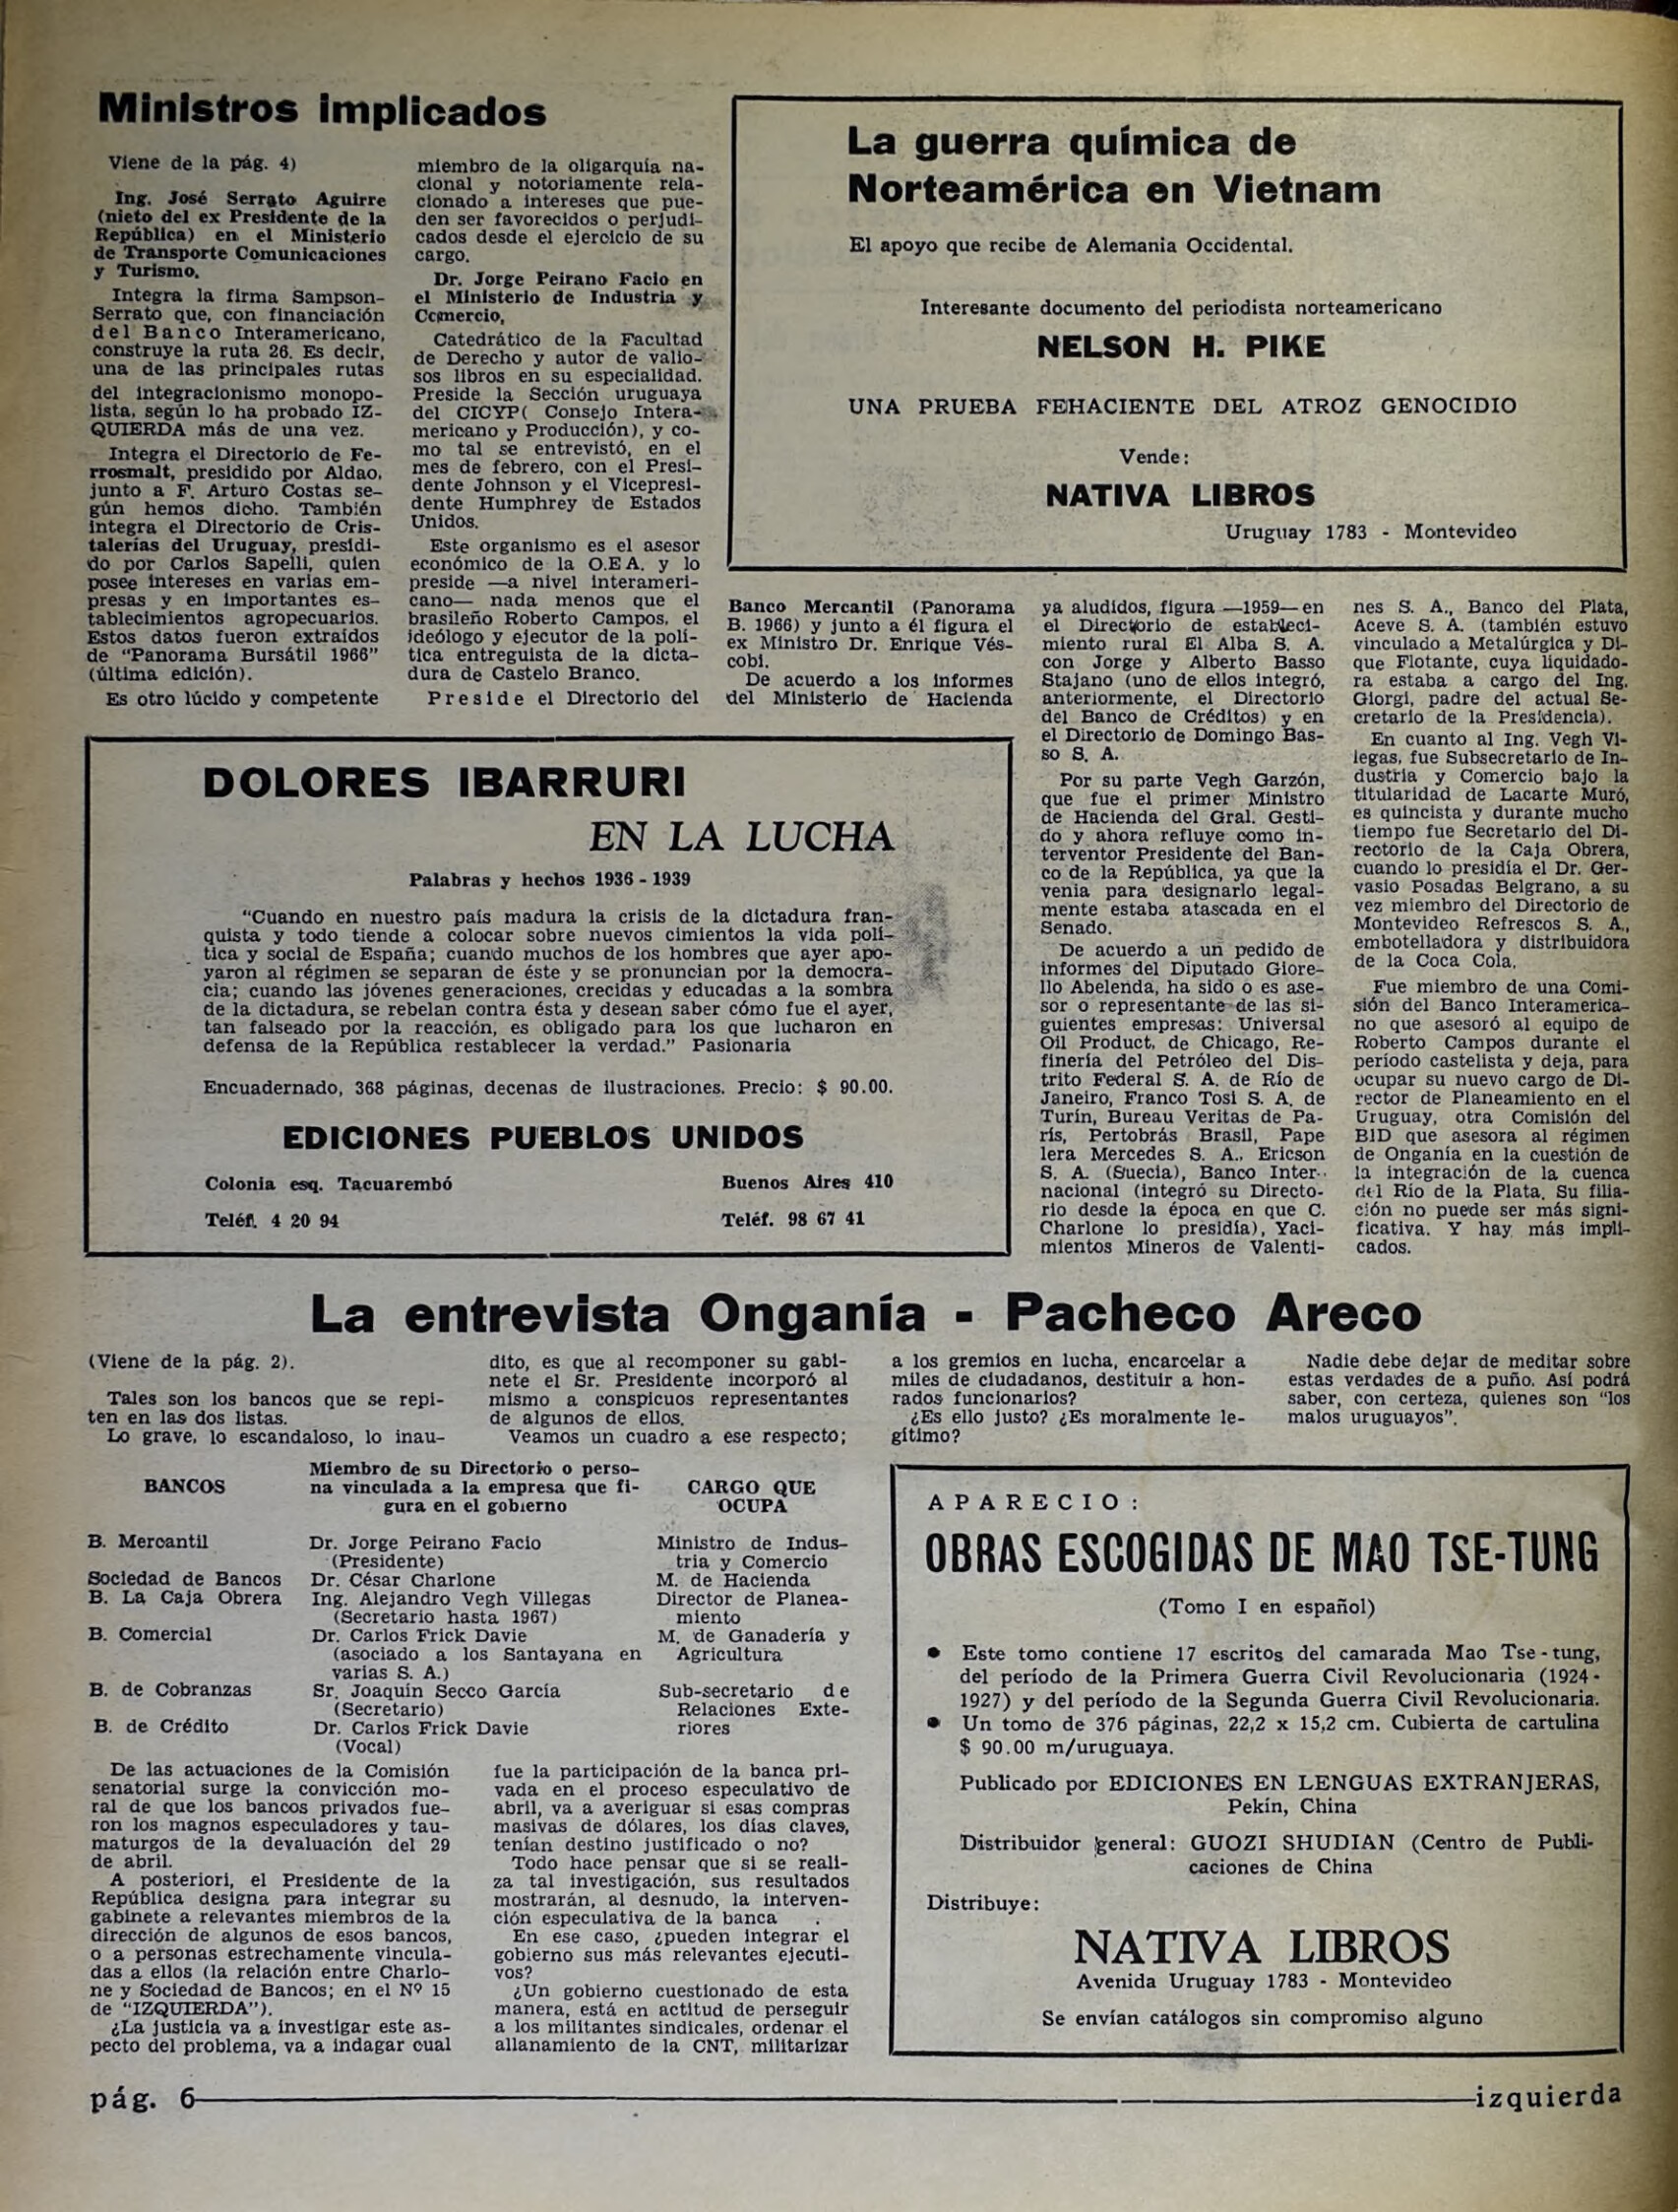 Ministros implicados
Viene de la pág. 4)
Ing. José Serrato Aguirre
(nieto del ex Presidente de la
República) en el Ministerio
de Transporte Comunicaciones
y Turismo.
Integra la firma Sampson-
Serrato que, con financiación
del Banco Interamericano,
construye la ruta 26. Es decir,
una de las principales rutas
del integracionismo monopo-
lista, según lo ha probado IZ-
QUIERDA más de una vez.
Integra el Directorio de Fe-
rrosmalt, presidido por Aldao,
junto a F. Arturo Costas se-
gún hemos dicho. También
integra el Directorio de Cris-
talerías del Uruguay, presidi-
do por Carlos Sapelli, quien
posee intereses en varias em-
presas y en importantes es-
tablecimientos agropecuarios.
Estos datos fueron extraídos
de "Panorama Bursátil 1966"
(última edición).
Es otro lúcido y competente
miembro de la oligarquía na-
cional y notoriamente rela-
cionado a intereses que pue-
den ser favorecidos o perjudi-
cados desde el ejercicio de su
cargo.
Dr. Jorge Peirano Facio en
el Ministerio de Industria y
Comercio,
Catedrático de la Facultad
de Derecho y autor de valio-
sos libros en su especialidad.
Preside la Sección uruguaya
del CICYP( Consejo Intera-
mericano y Producción), y co-
mo tal se entrevistó, en el
mes de febrero, con el Presi-
dente Johnson y el Vicepresi-
dente Humphrey de Estados
Unidos.
Este organismo es el asesor
económico de la O.E.A. y lo
preside —a nivel interameri-
cano— nada menos que el
brasileño Roberto Campos, el
ideólogo y ejecutor de la polí-
tica entreguista de la dicta-
dura de Castelo Branco.
Preside el Directorio del
La guerra química de
Norteamérica en Vietnam
El apoyo que recibe de Alemania Occidental.
Interesante documento del periodista norteamericano
NELSON H. PIKE
UNA PRUEBA FEHACIENTE DEL ATROZ GENOCIDIO
Vende:
NATIVA LIBROS
Uruguay 1783 - Montevideo
Banco Mercantil (Panorama
B. 1966) y junto a él figura el
ex Ministro Dr. Enrique Vés-
cobi.
De acuerdo a los informes
del Ministerio de Hacienda
ya aludidos, figura —1959— en
el Directorio de estableci-
miento rural El Alba S. A.
con Jorge y Alberto Basso
Stajano (uno de ellos integró,
anteriormente, el Directorio
del Banco de Créditos) y en
el Directorio de Domingo Bas-
so S. A.
Por su parte Vegh Garzón,
que fue el primer Ministro
de Hacienda del Gral. Gesti-
do y ahora refluye como in-
terventor Presidente del Ban-
co de la República, ya que la
venia para designarlo legal-
mente estaba atascada en el
Senado.
De acuerdo a un pedido de
informes del Diputado Giore-
llo Abelenda, ha sido o es ase-
sor o representante de las si-
guientes empresas: Universal
Oil Product, de Chicago, Re-
finería del Petróleo del Dis-
trito Federal S. A. de Río de
Janeiro, Franco Tosi S. A. de
Turín, Bureau Veritas de Pa-
rís, Pertobrás Brasil, Pape
lera Mercedes S. A., Ericson
S. A. (Suecia), Banco Inter-
nacional (integró su Directo-
rio desde la época en que C.
Charlone lo presidía), Yaci-
mientos Mineros de Valenti-
nes S. A., Banco del Plata,
Aceve S. A. (también estuvo
vinculado a Metalúrgica y Di-
que Flotante, cuya liquidado-
ra estaba a cargo del Ing.
Giorgi, padre del actual Se-
cretario de la Presidencia).
En cuanto al Ing. Vegh Vi-
llegas, fue Subsecretario de In-
dustria y Comercio bajo la
titularidad de Lacarte Muró,
es quincista y durante mucho
tiempo fue Secretario del Di-
rectorio de la Caja Obrera,
cuando lo presidía el Dr. Ger-
vasio Posadas Belgrano, a su
vez miembro del Directorio de
Montevideo Refrescos S. A.,
embotelladora y distribuidora
de la Coca Cola.
Fue miembro de una Comi-
sión del Banco Interamerica-
no que asesoró al equipo de
Roberto Campos durante el
período castelista y deja, para
ocupar su nuevo cargo de Di-
rector de Planeamiento en el
Uruguay, otra Comisión del
BID que asesora al régimen
de Onganía en la cuestión de
la integración de la cuenca
del Río de la Plata. Su filia-
ción no puede ser más signi-
ficativa. Y hay más impli-
cados.
DOLORES IBARRURI
EN LA LUCHA
Palabras y hechos 1936 - 1939
"Cuando en nuestro país madura la crisis de la dictadura fran-
quista y todo tiende a colocar sobre nuevos cimientos la vida polí-
tica y social de España; cuando muchos de los hombres que ayer apo-
yaron al régimen se separan de éste y se pronuncian por la democra-
cia; cuando las jóvenes generaciones, crecidas y educadas a la sombra
de la dictadura, se rebelan contra ésta y desean saber cómo fue el ayer,
tan falseado por la reacción, es obligado para los que lucharon en
defensa de la República restablecer la verdad." Pasionaria
Encuadernado, 368 páginas, decenas de ilustraciones. Precio: $ 90.00.
EDICIONES PUEBLOS UNIDOS
Colonia esq. Tacuarembó
Buenos Aires 410
Teléf. 4 20 94
Teléf. 98 67 41
La entrevista Onganía - Pacheco Areco
(Viene de la pág. 2).
Tales son los bancos que se repi-
ten en las dos listas.
Lo grave, lo escandaloso, lo inau-
dito, es que al recomponer su gabi-
nete el Sr. Presidente incorporó al
mismo a conspicuos representantes
de algunos de ellos.
Veamos un cuadro a ese respecto;
BANCOS
Miembro de su Directorio o perso-
na vinculada a la empresa que fi-
gura en el gobierno
CARGO QUE
OCUPA
B. Mercantil Dr. Jorge Peirano Facio Ministro de Indus-
(Presidente) tria y Comercio
Sociedad de Bancos Dr. César Charlone M. de Hacienda
B. La Caja Obrera Ing. Alejandro Vegh Villegas Director de Planea-
(Secretario hasta 1967) miento
B. Comercial Dr. Carlos Frick Davie M. de Ganadería y
(asociado a los Santayana en Agricultura
varias S. A.)
B. de Cobranzas Sr. Joaquín Secco García Sub-secretario de
(Secretario) Relaciones Exte-
B. de Crédito Dr. Carlos Frick Davie riores
(Vocal)
De las actuaciones de la Comisión
senatorial surge la convicción mo-
ral de que los bancos privados fue-
ron los magnos especuladores y tau-
maturgos de la devaluación del 29
de abril.
A posteriori, el Presidente de la
República designa para integrar su
gabinete a relevantes miembros de la
dirección de algunos de esos bancos,
o a personas estrechamente vincula-
das a ellos (la relación entre Charlo-
ne y Sociedad de Bancos; en el Nº 15
de "IZQUIERDA").
¿La justicia va a investigar este as-
pecto del problema, va a indagar cual
fue la participación de la banca pri-
vada en el proceso especulativo de
abril, va a averiguar si esas compras
masivas de dólares, los días claves,
tenían destino justificado o no?
Todo hace pensar que si se reali-
za tal investigación, sus resultados
mostrarán, al desnudo, la interven-
ción especulativa de la banca .
En ese caso, ¿pueden integrar el
gobierno sus más relevantes ejecuti-
vos?
¿Un gobierno cuestionado de esta
manera, está en actitud de perseguir
a los militantes sindicales, ordenar el
allanamiento de la CNT, militarizar
a los gremios en lucha, encarcelar a
miles de ciudadanos, destituir a hon-
rados funcionarios?
¿Es ello justo? ¿Es moralmente le-
gítimo?
Nadie debe dejar de meditar sobre
estas verdades de a puño. Así podrá
saber, con certeza, quienes son "los
malos uruguayos".
APARECIO:
OBRAS ESCOGIDAS DE MAO TSE-TUNG
(Tomo I en español)
● Este tomo contiene 17 escritos del camarada Mao Tse-tung,
del período de la Primera Guerra Civil Revolucionaria (1924-
1927) y del período de la Segunda Guerra Civil Revolucionaria.
● Un tomo de 376 páginas, 22,2 x 15,2 cm. Cubierta de cartulina
$ 90.00 m/uruguaya.
Publicado por EDICIONES EN LENGUAS EXTRANJERAS,
Pekín, China
Distribuidor general: GUOZI SHUDIAN (Centro de Publi-
caciones de China
Distribuye:
NATIVA LIBROS
Avenida Uruguay 1783 - Montevideo
Se envían catálogos sin compromiso alguno
pág. 6
izquierda